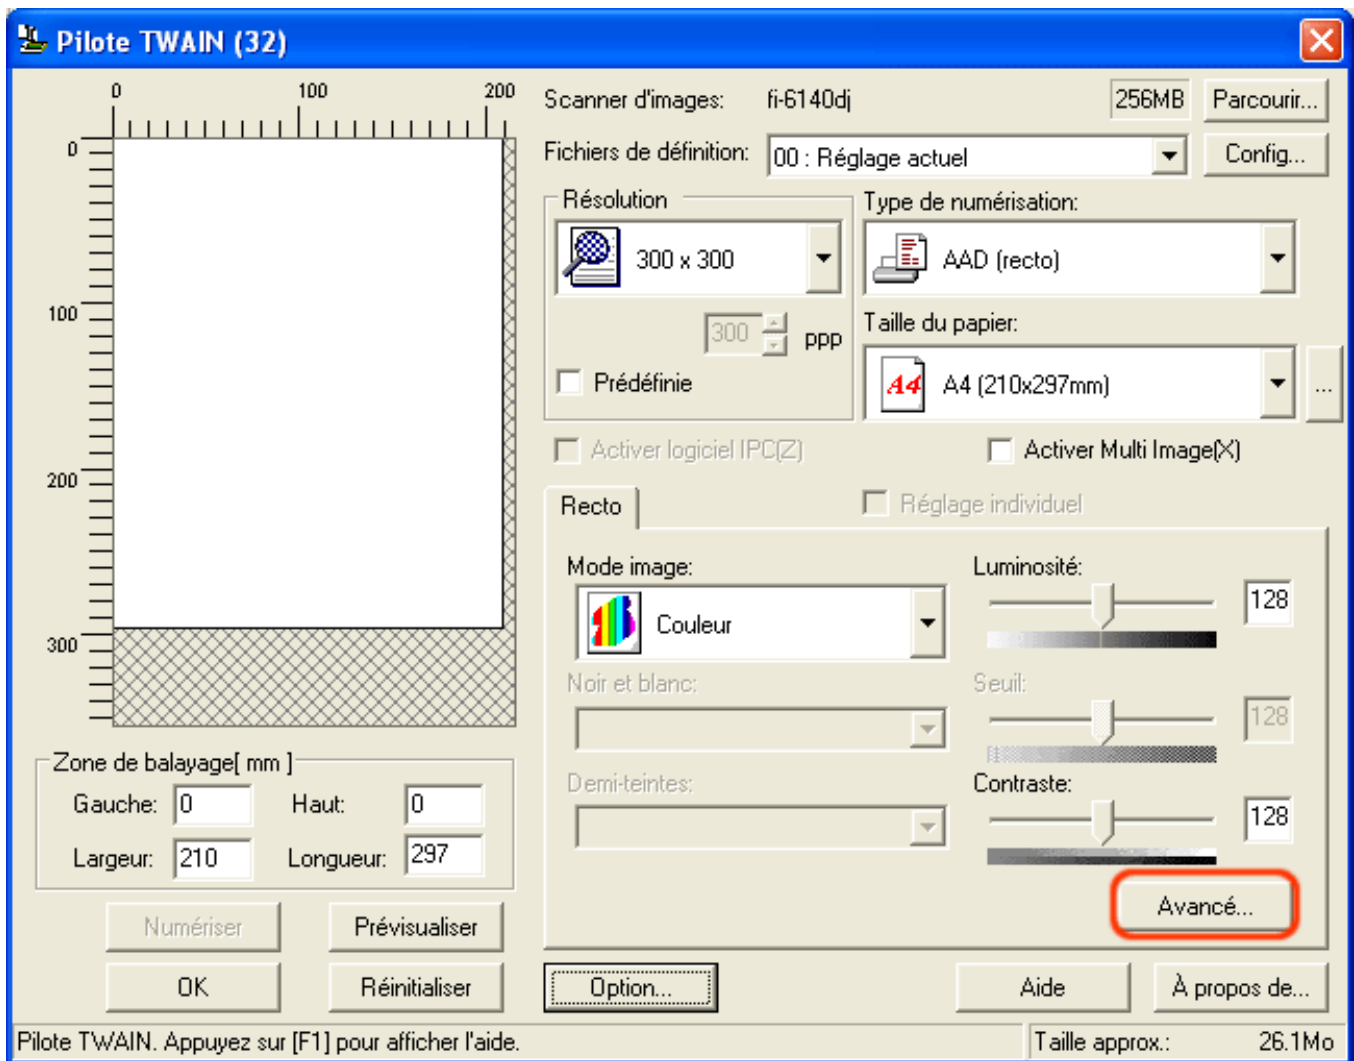 Pilote TWAIN (32)
0 100 200
0
100
200
300
Scanner d'images: fi-6140dj 256MB Parcourir...
Fichiers de définition: 00 : Réglage actuel Config...
Résolution
300 x 300
300 ppp
Prédéfinie
Type de numérisation:
AAD (recto)
Taille du papier:
A4 A4 (210x297mm) ...
Activer logiciel IPC(Z) Activer Multi Image(X)
Recto Réglage individuel
Mode image:
Couleur
Noir et blanc:
Demi-teintes:
Luminosité:
128
Seuil:
128
Contraste:
128
Avancé...
Zone de balayage[ mm ]
Gauche: 0 Haut: 0
Largeur: 210 Longueur: 297
Numériser Prévisualiser
OK Réinitialiser Option... Aide À propos de...
Pilote TWAIN. Appuyez sur [F1] pour afficher l'aide. Taille approx.: 26.1Mo